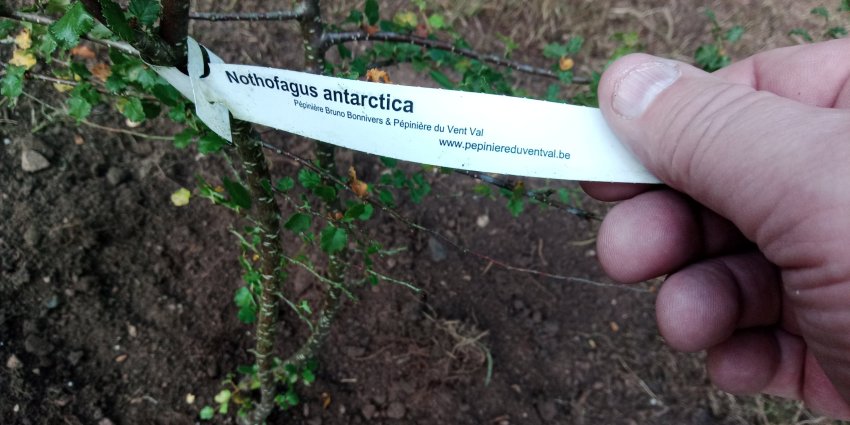 Nothofagus antarctica
Pépinière Bruno Bonnivers & Pépinière du Vent Val
www.pepiniereduventval.be